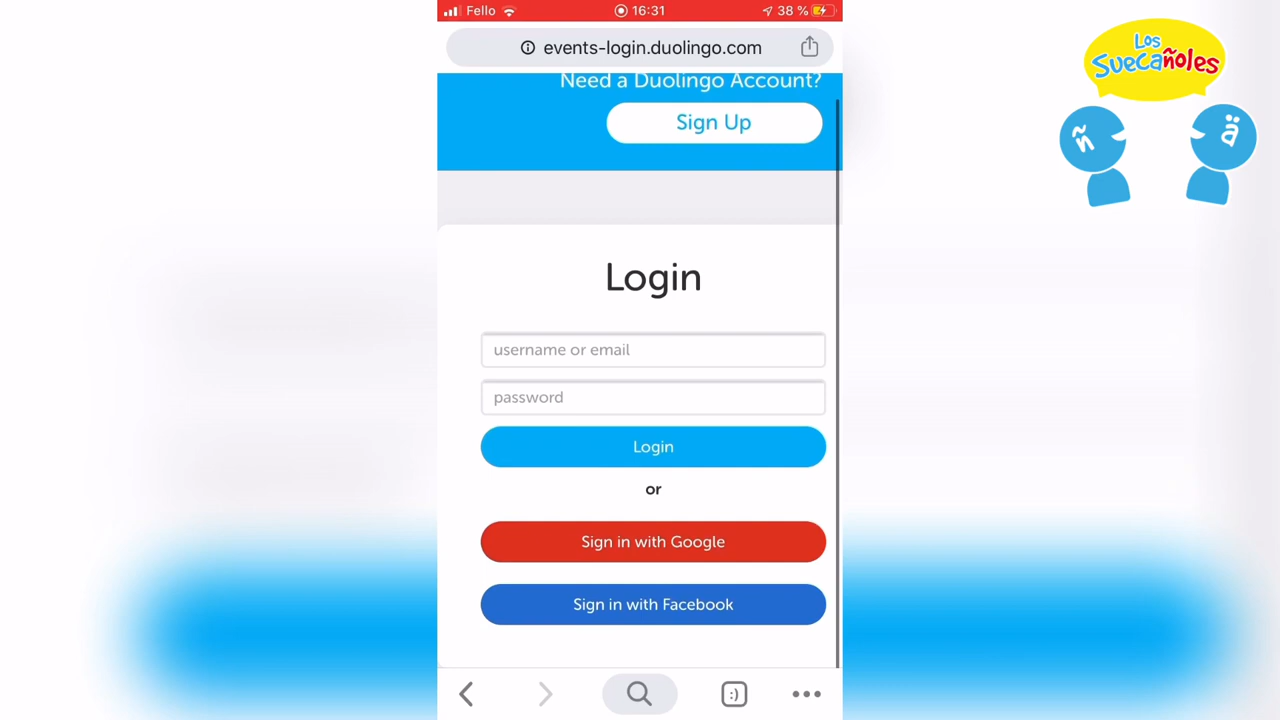 Fello 16:31 38 %
events-login.duolingo.com
Need a Duolingo Account?
Sign Up
Login
username or email
password
Login
or
Sign in with Google
Sign in with Facebook
:)
Los
Suecañoles
ñ ä